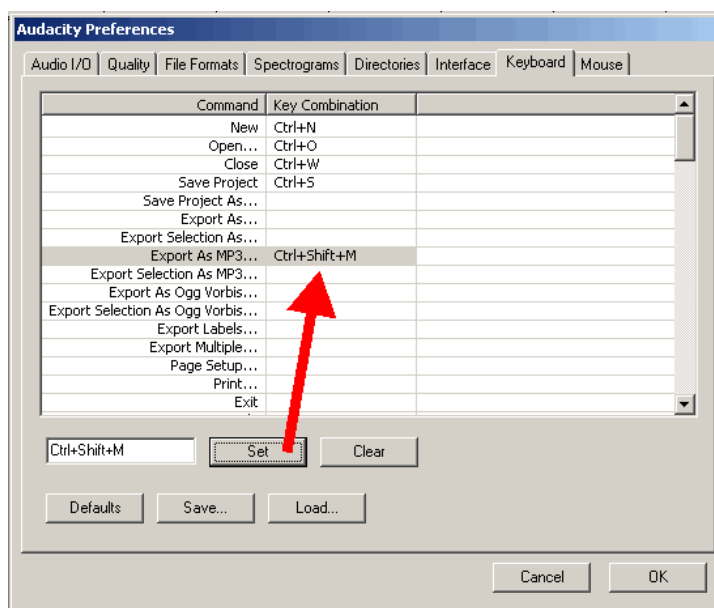 Audacity Preferences
Audio I/O Quality File Formats Spectrograms Directories Interface Keyboard Mouse
Command Key Combination
New Ctrl+N
Open... Ctrl+O
Close Ctrl+W
Save Project Ctrl+S
Save Project As...
Export As...
Export Selection As...
Export As MP3... Ctrl+Shift+M
Export Selection As MP3...
Export As Ogg Vorbis...
Export Selection As Ogg Vorbis...
Export Labels...
Export Multiple...
Page Setup...
Print...
Exit
Ctrl+Shift+M Set Clear
Defaults Save... Load...
Cancel OK